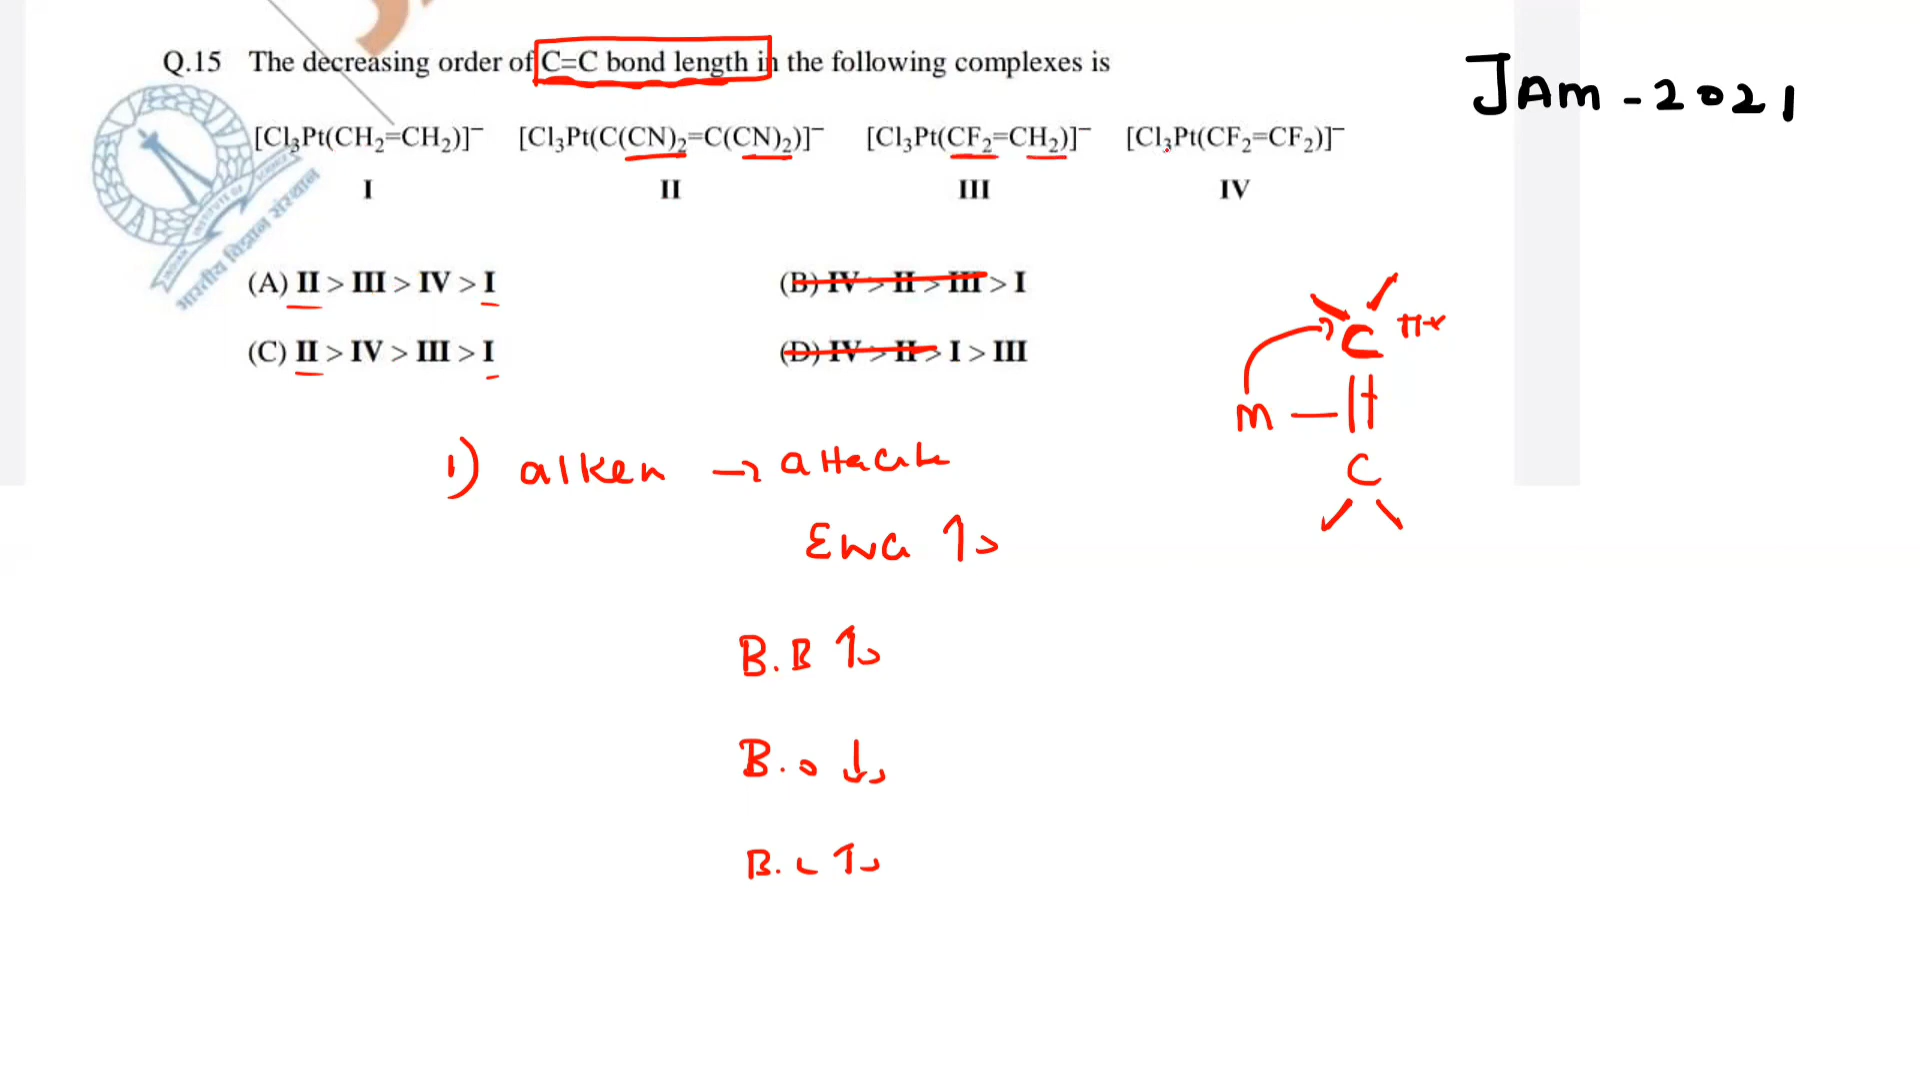 Q.15 The decreasing order of C=C bond length in the following complexes is
JAM - 2021
[Cl₃Pt(CH₂=CH₂)]⁻ [Cl₃Pt(C(CN)₂=C(CN)₂)]⁻ [Cl₃Pt(CF₂=CH₂)]⁻ [Cl₃Pt(CF₂=CF₂)]⁻
I II III IV
भारतीय विज्ञान संस्थान
(A) II > III > IV > I (B) IV > II > III > I
(C) II > IV > III > I (D) IV > II > I > III
C π*
M — ||
C
1) alken → attach
EWG ↑s
B.B ↑s
B.O ↓s
B.L ↑s